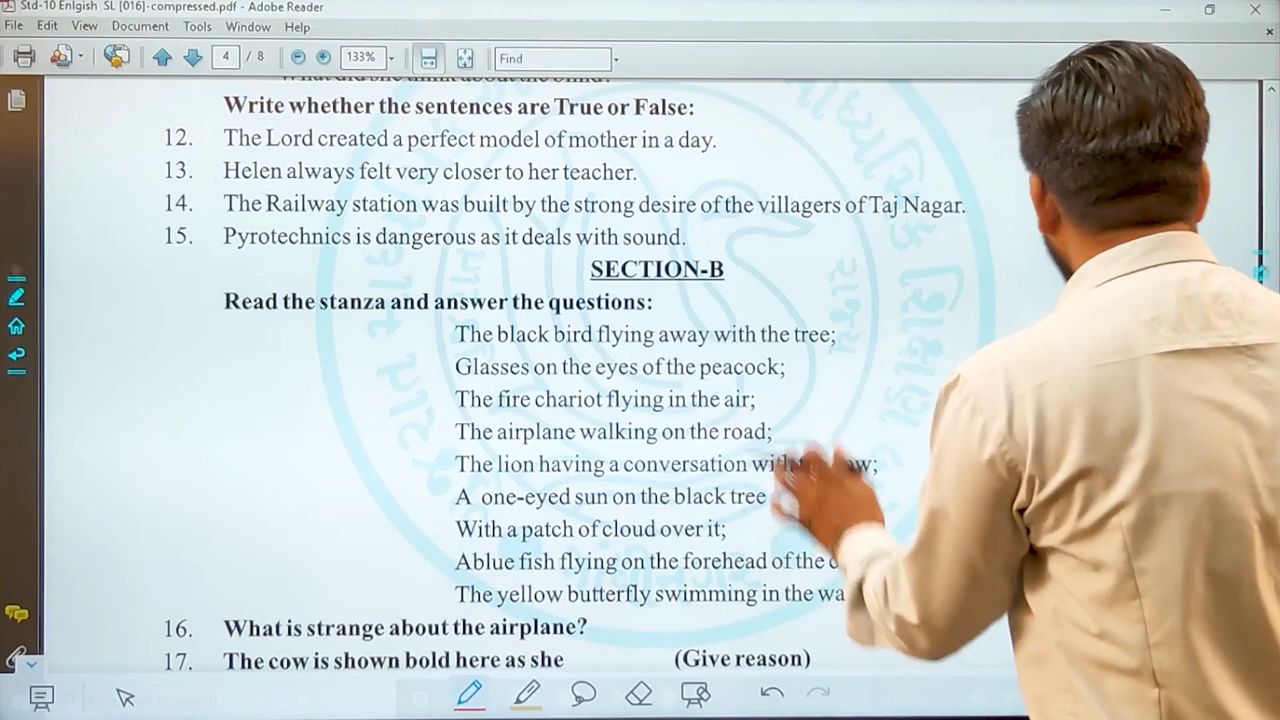 Std-10 Enlgish SL [016]-compressed.pdf - Adobe Reader
File Edit View Document Tools Window Help
4 / 8 133% Find
Write whether the sentences are True or False:
12. The Lord created a perfect model of mother in a day.
13. Helen always felt very closer to her teacher.
14. The Railway station was built by the strong desire of the villagers of Taj Nagar.
15. Pyrotechnics is dangerous as it deals with sound.
SECTION-B
Read the stanza and answer the questions:
The black bird flying away with the tree;
Glasses on the eyes of the peacock;
The fire chariot flying in the air;
The airplane walking on the road;
The lion having a conversation
A one-eyed sun on the black tree
With a patch of cloud over it;
Ablue fish flying on the forehead of the
The yellow butterfly swimming in the
16. What is strange about the airplane?
17. The cow is shown bold here as she (Give reason)